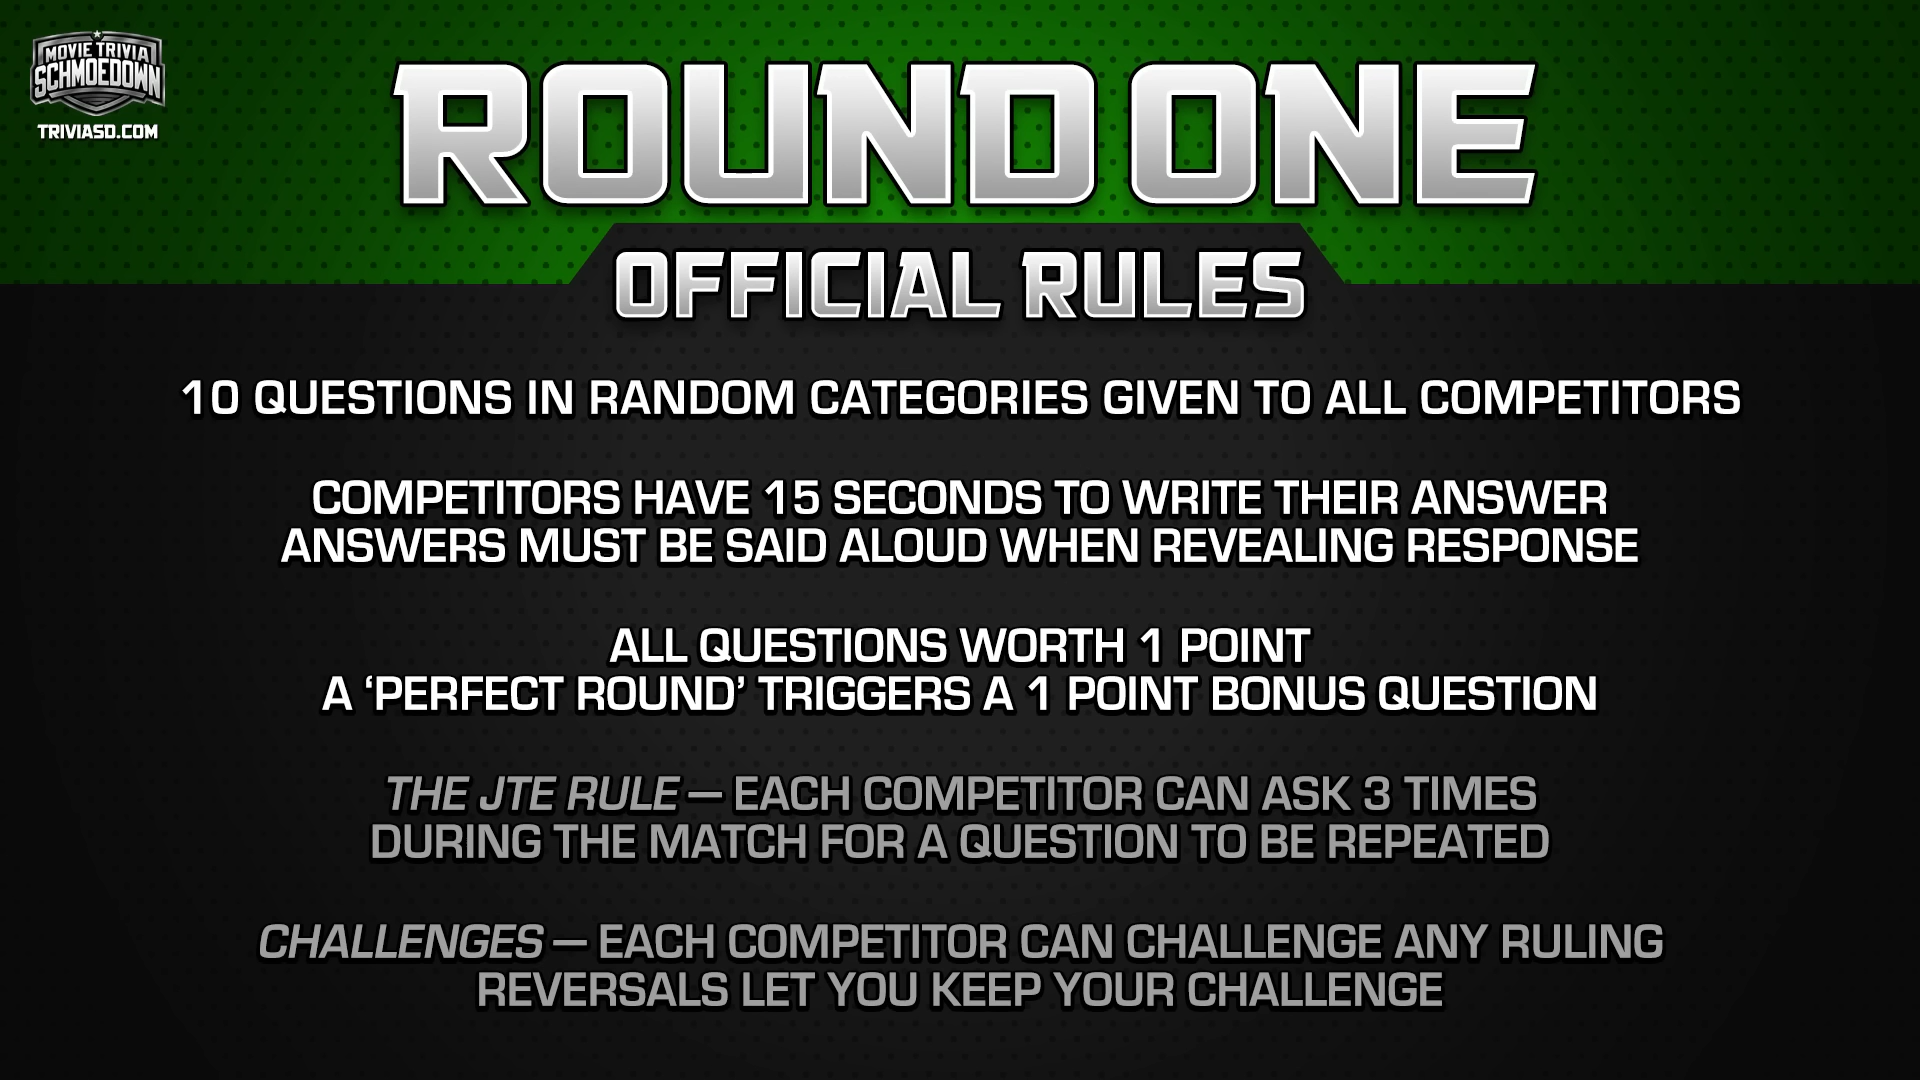 MOVIE TRIVIA
SCHMOEDOWN
TRIVIASD.COM
ROUND ONE
OFFICIAL RULES
10 QUESTIONS IN RANDOM CATEGORIES GIVEN TO ALL COMPETITORS
COMPETITORS HAVE 15 SECONDS TO WRITE THEIR ANSWER
ANSWERS MUST BE SAID ALOUD WHEN REVEALING RESPONSE
ALL QUESTIONS WORTH 1 POINT
A ‘PERFECT ROUND’ TRIGGERS A 1 POINT BONUS QUESTION
THE JTE RULE — EACH COMPETITOR CAN ASK 3 TIMES
DURING THE MATCH FOR A QUESTION TO BE REPEATED
CHALLENGES — EACH COMPETITOR CAN CHALLENGE ANY RULING
REVERSALS LET YOU KEEP YOUR CHALLENGE